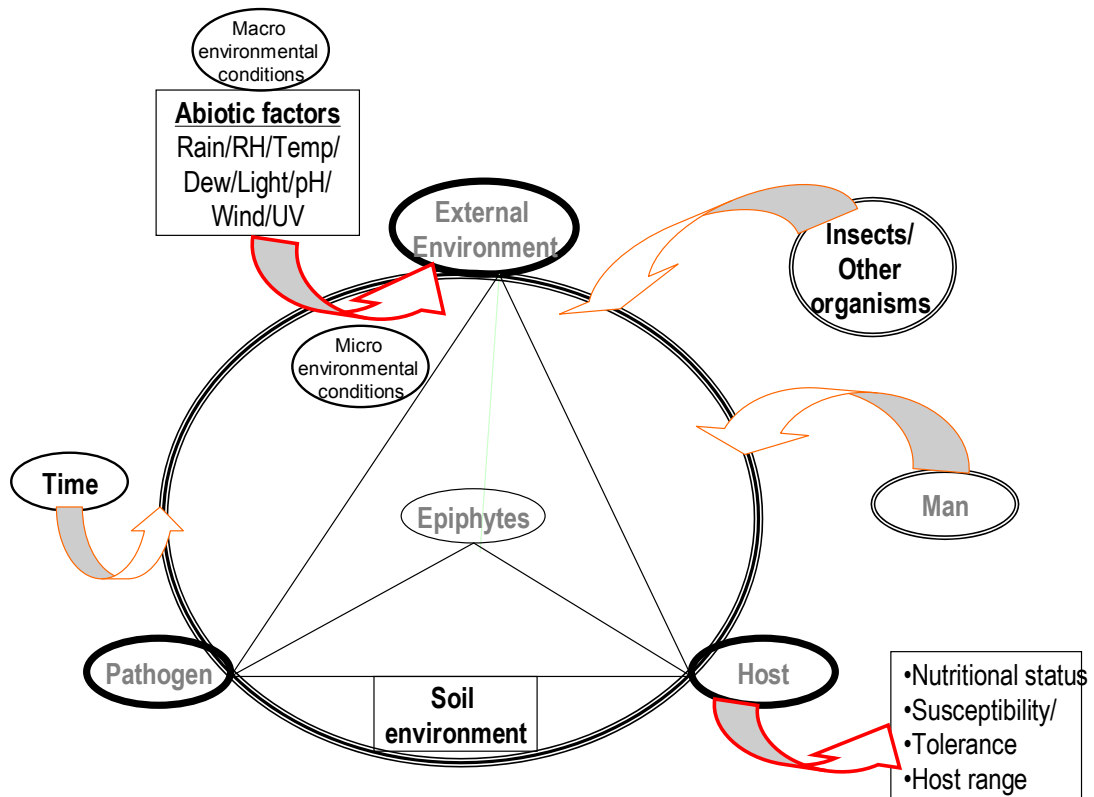 Macro
environmental
conditions
Abiotic factors
Rain/RH/Temp/
Dew/Light/pH/
Wind/UV
External
Environment
Insects/
Other
organisms
Micro
environmental
conditions
Time
Epiphytes
Man
Pathogen
Soil
environment
Host
•Nutritional status
•Susceptibility/
•Tolerance
•Host range